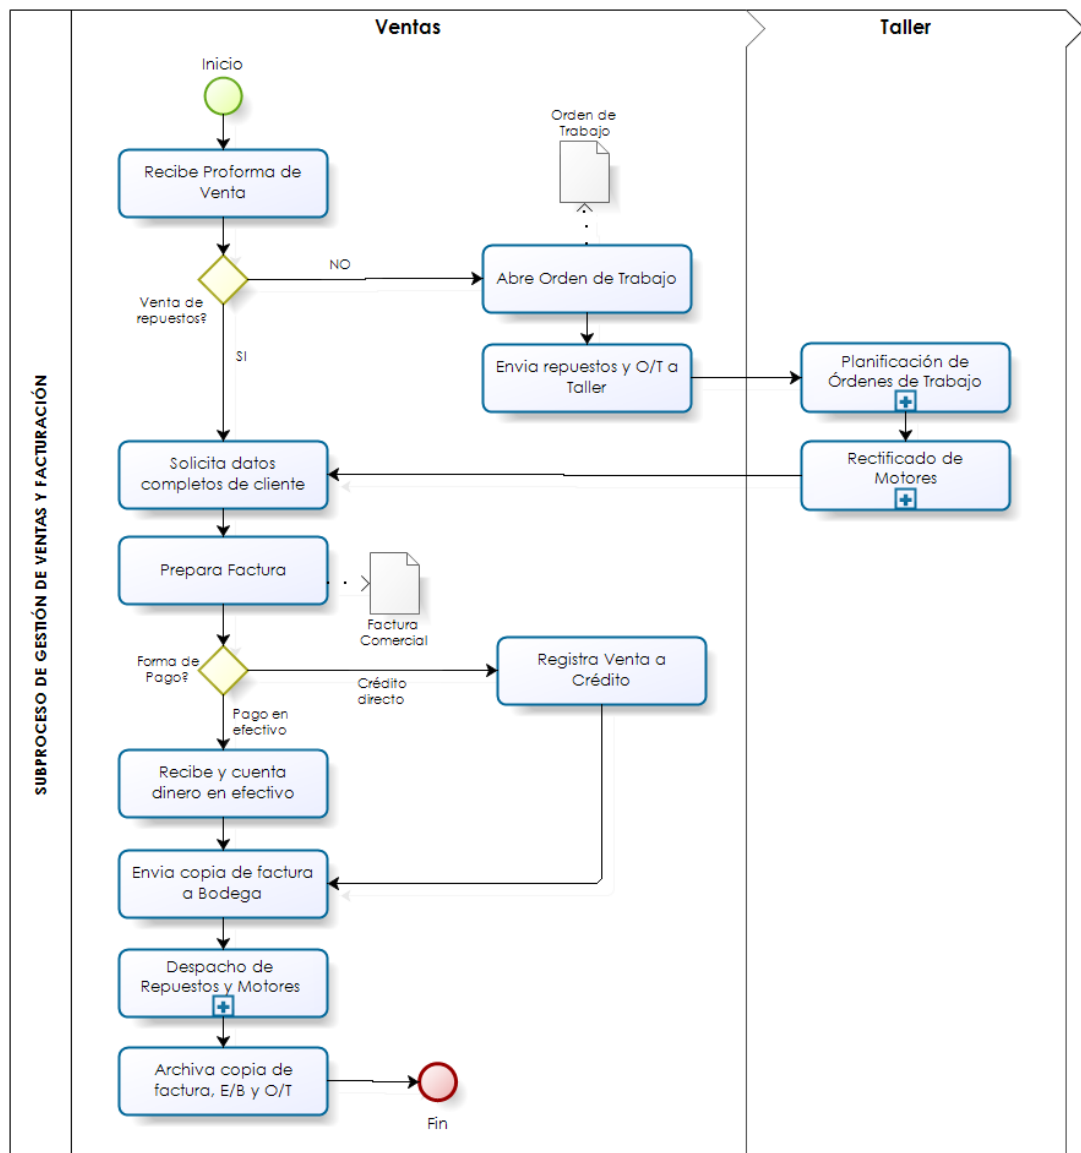 Ventas
Taller
SUBPROCESO DE GESTIÓN DE VENTAS Y FACTURACIÓN
Inicio
Recibe Proforma de
Venta
Orden de
Trabajo
Venta de
repuestos?
NO
Abre Orden de Trabajo
SI
Envia repuestos y O/T a
Taller
Planificación de
Órdenes de Trabajo
Rectificado de
Motores
Solicita datos
completos de cliente
Prepara Factura
Factura
Comercial
Forma de
Pago?
Crédito
directo
Registra Venta a
Crédito
Pago en
efectivo
Recibe y cuenta
dinero en efectivo
Envia copia de factura
a Bodega
Despacho de
Repuestos y Motores
Archiva copia de
factura, E/B y O/T
Fin